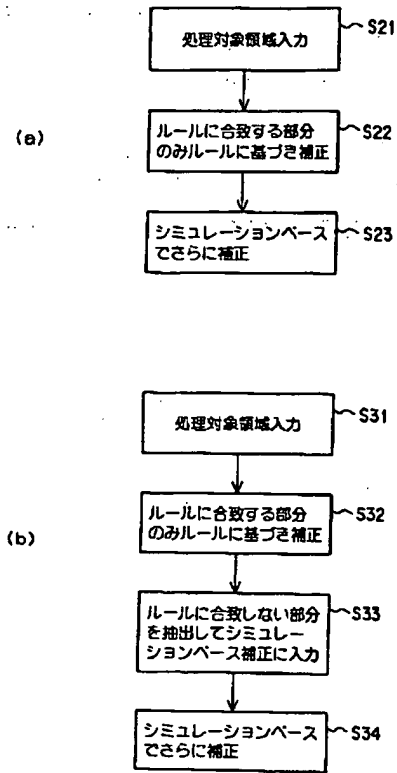 (a)
処理対象領域入力
S21
ルールに合致する部分
のみルールに基づき補正
S22
シミュレーションベース
でさらに補正
S23
(b)
処理対象領域入力
S31
ルールに合致する部分
のみルールに基づき補正
S32
ルールに合致しない部分
を抽出してシミュレー
ションベース補正に入力
S33
シミュレーションベース
でさらに補正
S34